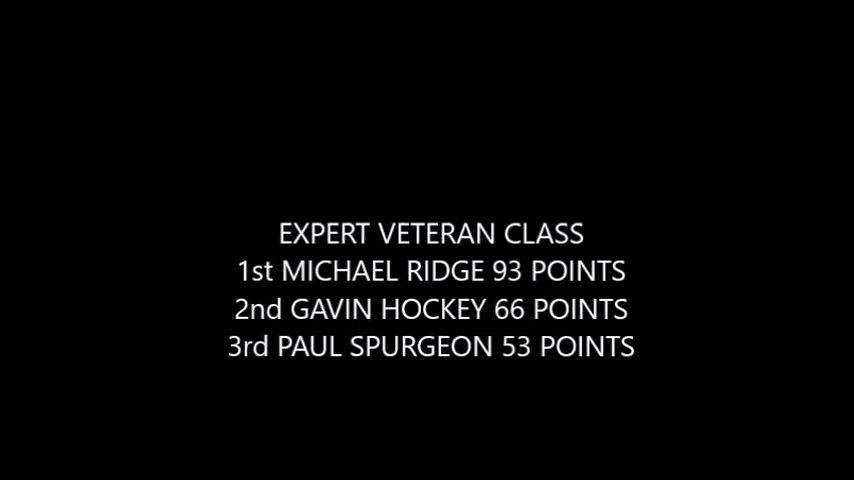 EXPERT VETERAN CLASS
1st MICHAEL RIDGE 93 POINTS
2nd GAVIN HOCKEY 66 POINTS
3rd PAUL SPURGEON 53 POINTS